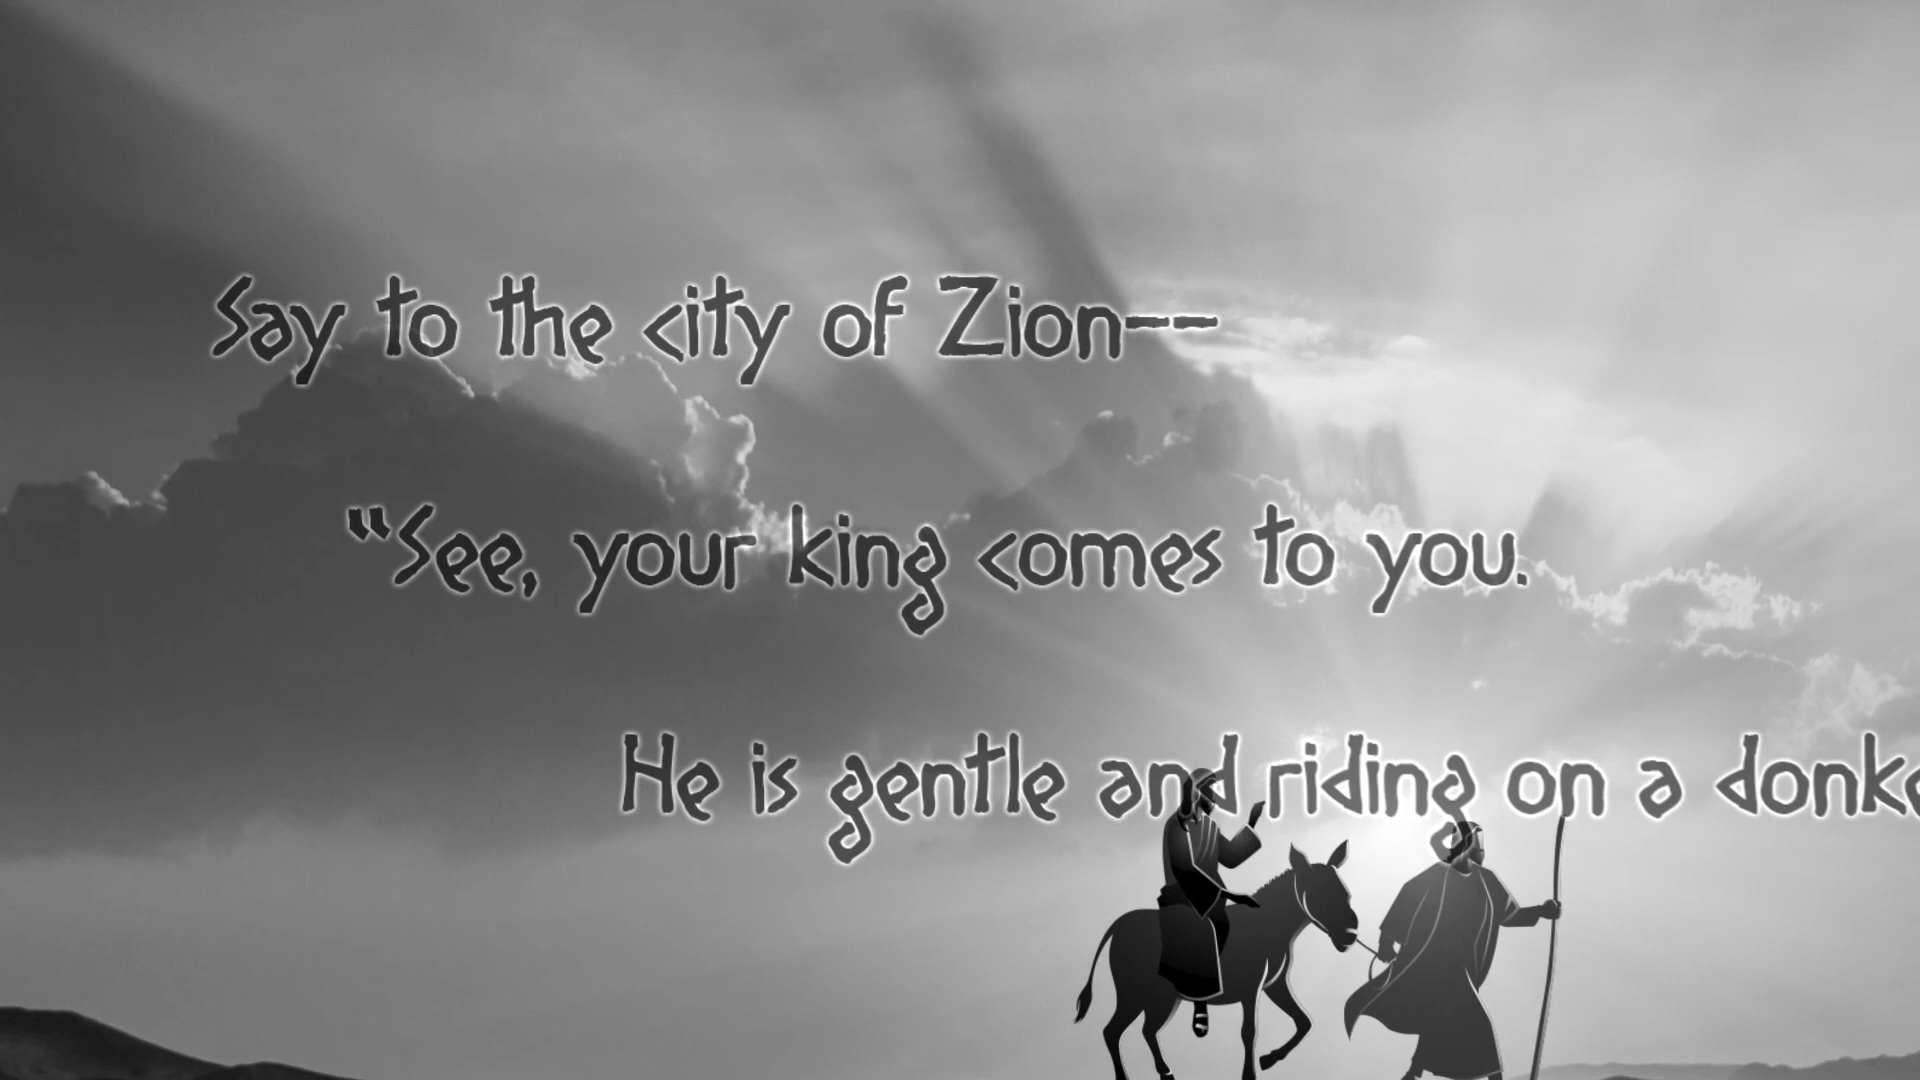 Say to the city of Zion--
"See, your king comes to you.
He is gentle and riding on a